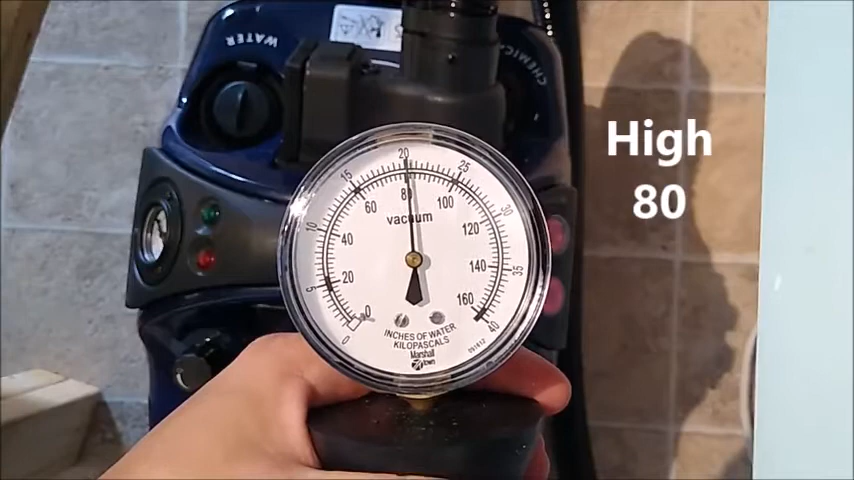 WATER
CHEMICAL
High
80
0
5
10
15
20
25
30
35
40
0
20
40
60
80
100
120
140
160
vacuum
INCHES OF WATER
KILOPASCALS
Marshall
Town